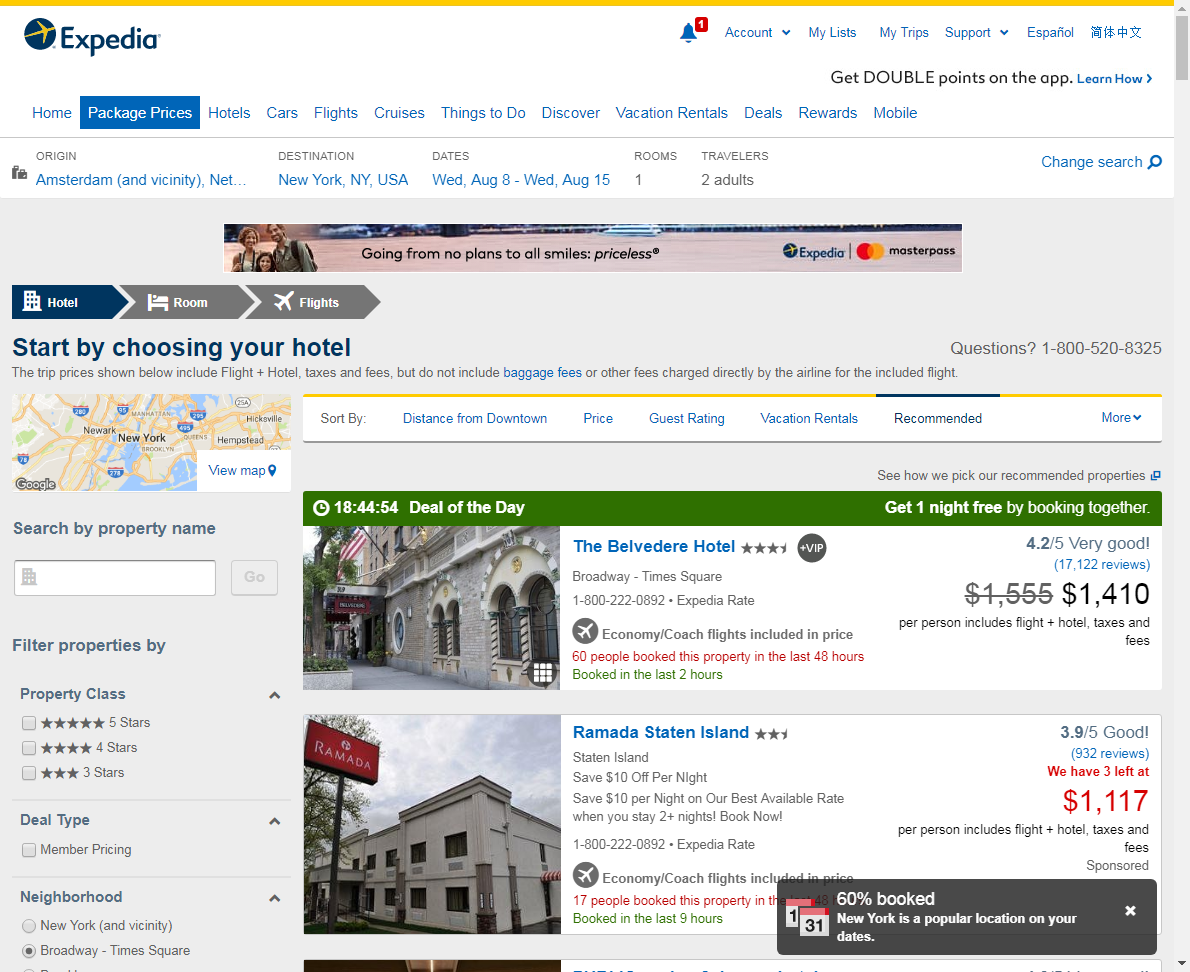 Expedia
1
Account
My Lists
My Trips
Support
Español
简体中文
Get DOUBLE points on the app. Learn How
Home
Package Prices
Hotels
Cars
Flights
Cruises
Things to Do
Discover
Vacation Rentals
Deals
Rewards
Mobile
ORIGIN
Amsterdam (and vicinity), Net...
DESTINATION
New York, NY, USA
DATES
Wed, Aug 8 - Wed, Aug 15
ROOMS
1
TRAVELERS
2 adults
Change search
Going from no plans to all smiles: priceless®
Expedia
masterpass
Hotel
Room
Flights
Start by choosing your hotel
Questions? 1-800-520-8325
The trip prices shown below include Flight + Hotel, taxes and fees, but do not include baggage fees or other fees charged directly by the airline for the included flight.
280
95
MANHATTAN
295
25A
Hicksville
Newark
New York
495
QUEENS
Hempstead
BROOKLYN
78
278
Google
View map
Sort By:
Distance from Downtown
Price
Guest Rating
Vacation Rentals
Recommended
More
See how we pick our recommended properties
Search by property name
Go
Filter properties by
Property Class
5 Stars
4 Stars
3 Stars
Deal Type
Member Pricing
Neighborhood
New York (and vicinity)
Broadway - Times Square
18:44:54 Deal of the Day
Get 1 night free by booking together.
BELVEDERE
The Belvedere Hotel
+VIP
Broadway - Times Square
1-800-222-0892 • Expedia Rate
Economy/Coach flights included in price
60 people booked this property in the last 48 hours
Booked in the last 2 hours
4.2/5 Very good!
(17,122 reviews)
$1,555 $1,410
per person includes flight + hotel, taxes and
fees
RAMADA
Ramada Staten Island
Staten Island
Save $10 Off Per NIght
Save $10 per Night on Our Best Available Rate
when you stay 2+ nights! Book Now!
1-800-222-0892 • Expedia Rate
Economy/Coach flights included in price
17 people booked this property in the last 48
Booked in the last 9 hours
3.9/5 Good!
(932 reviews)
We have 3 left at
$1,117
per person includes flight + hotel, taxes and
fees
Sponsored
1
31
60% booked
New York is a popular location on your
dates.